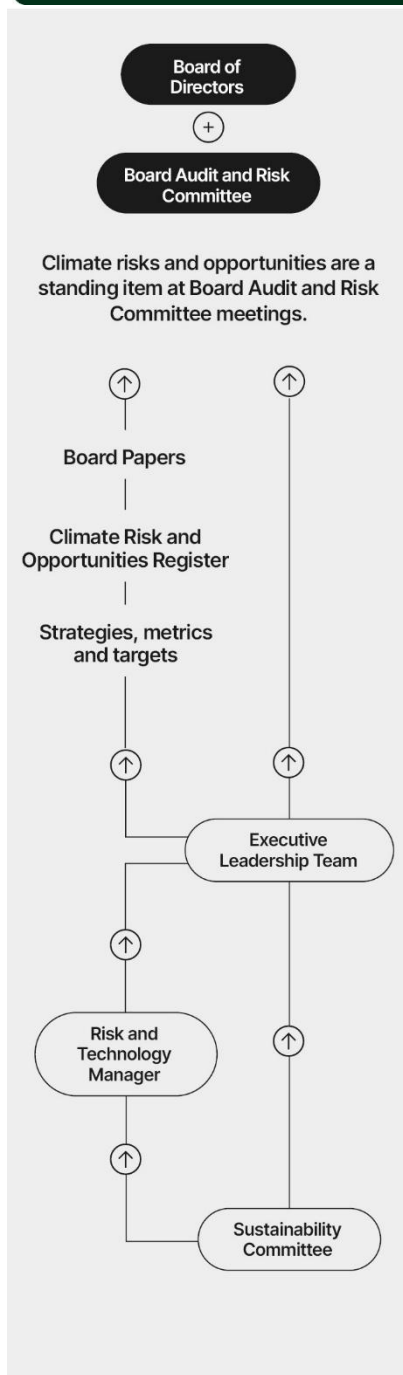 Board of
Directors
+
Board Audit and Risk
Committee
Climate risks and opportunities are a
standing item at Board Audit and Risk
Committee meetings.
Board Papers
Climate Risk and
Opportunities Register
Strategies, metrics
and targets
Executive
Leadership Team
Risk and
Technology
Manager
Sustainability
Committee